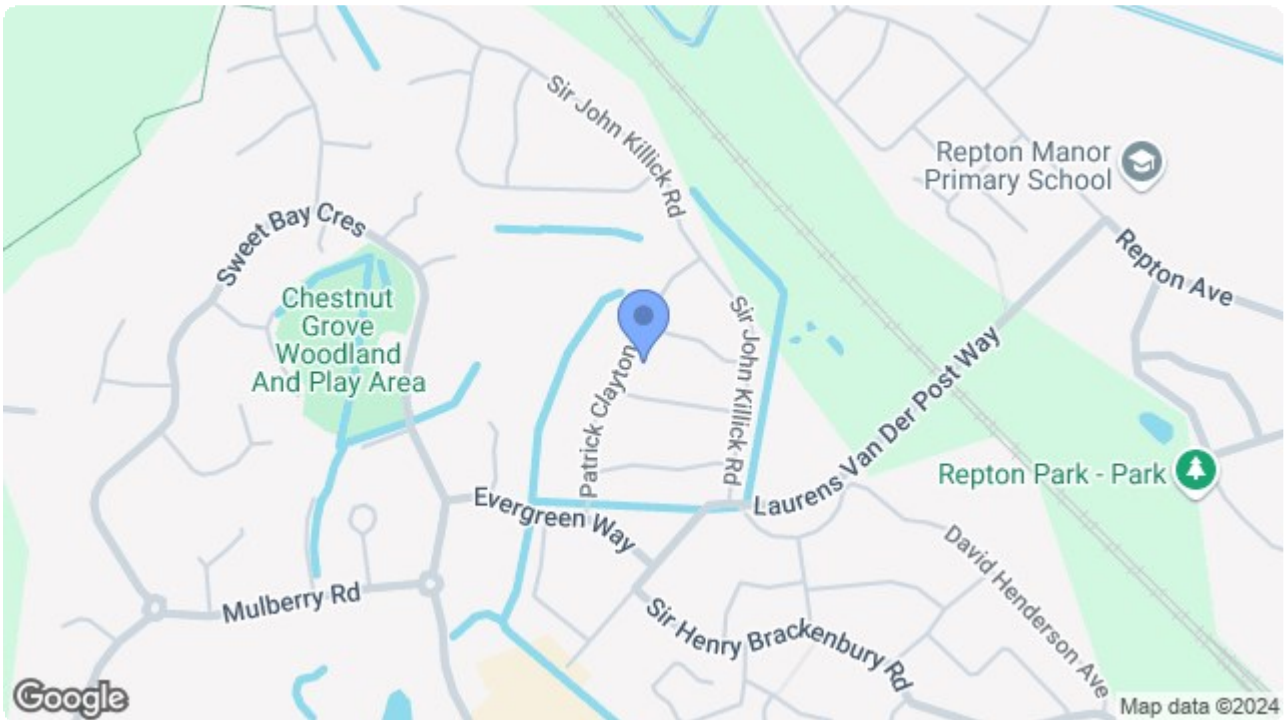 Sir John Killick Rd
Repton Manor
Primary School
Sweet Bay Cres
Repton Ave
Chestnut
Grove
Woodland
And Play Area
Sir John Killick Rd
Patrick Clayton
Laurens Van Der Post Way
Repton Park - Park
Evergreen Way
David Henderson Ave
Mulberry Rd
Sir Henry Brackenbury Rd
Google
Map data ©2024